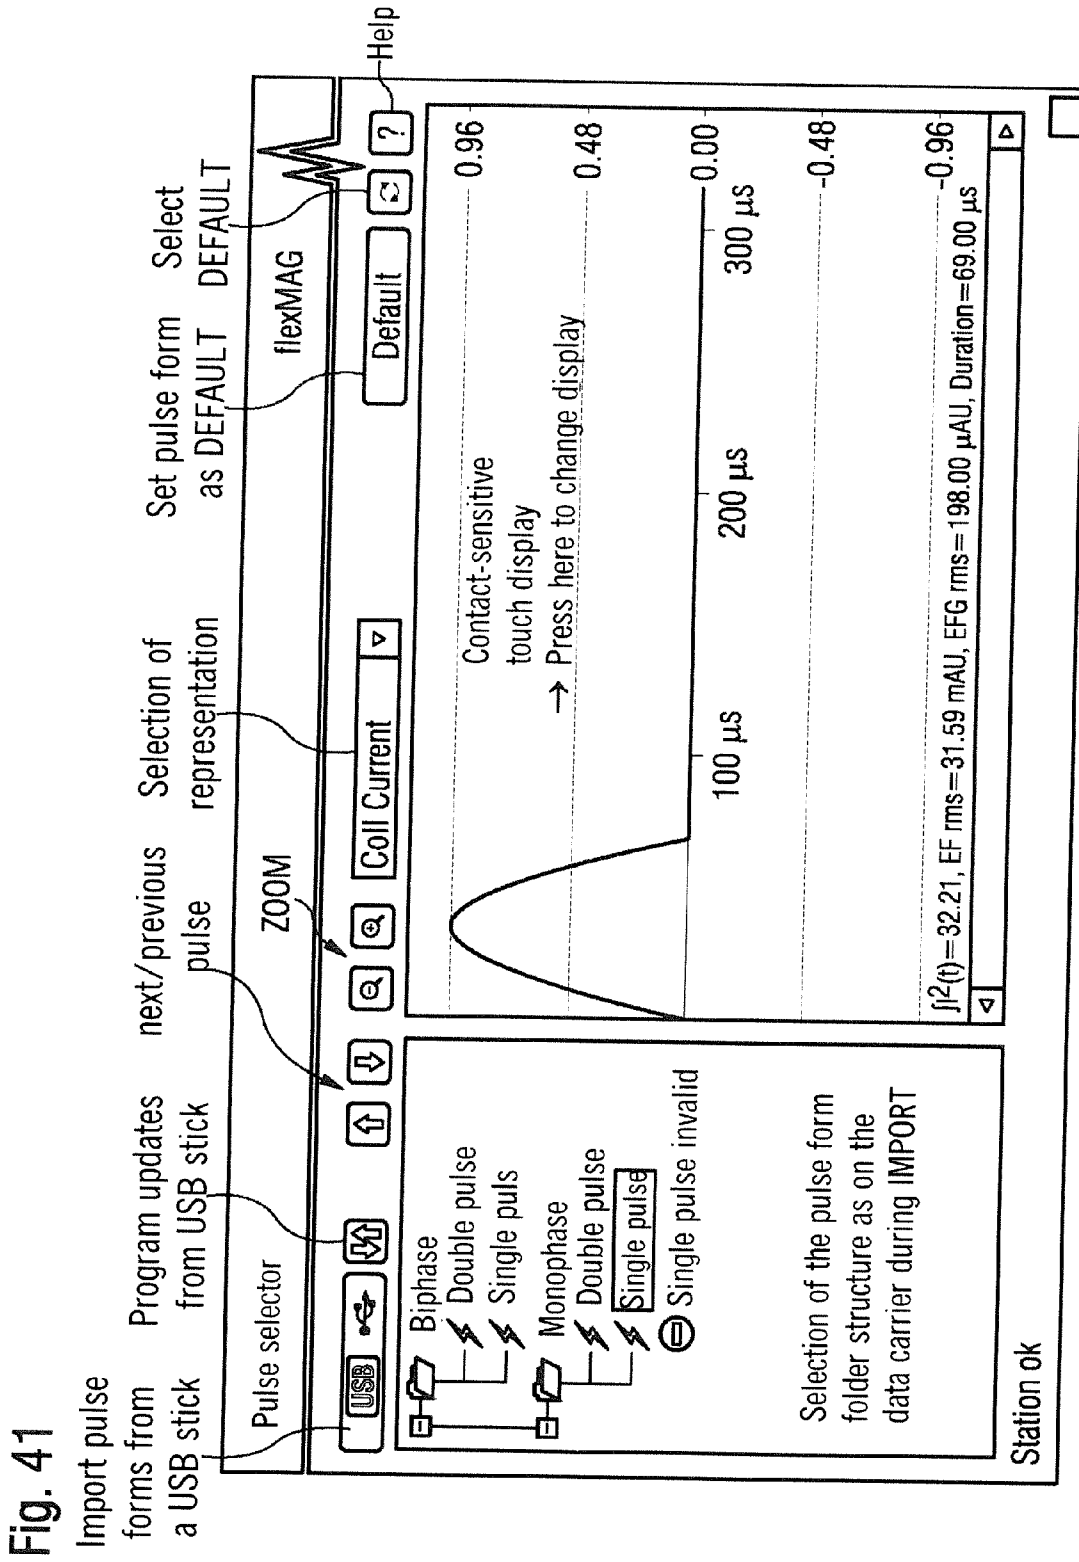 Fig. 41
Import pulse
forms from
a USB stick
Program updates
from USB stick
next/previous
pulse
ZOOM
Selection of
representation
Set pulse form
as DEFAULT
Select
DEFAULT
Help
Pulse selector
flexMAG
USB
Coll Current
Default
?
Biphase
Double pulse
Single puls
Monophase
Double pulse
Single pulse
Single pulse invalid
Selection of the pulse form
folder structure as on the
data carrier during IMPORT
Contact-sensitive
touch display
→ Press here to change display
0.96
0.48
0.00
-0.48
-0.96
100 µs
200 µs
300 µs
∫I²(t)=32.21, EF rms=31.59 mAU, EFG rms=198.00 µAU, Duration=69.00 µs
Station ok